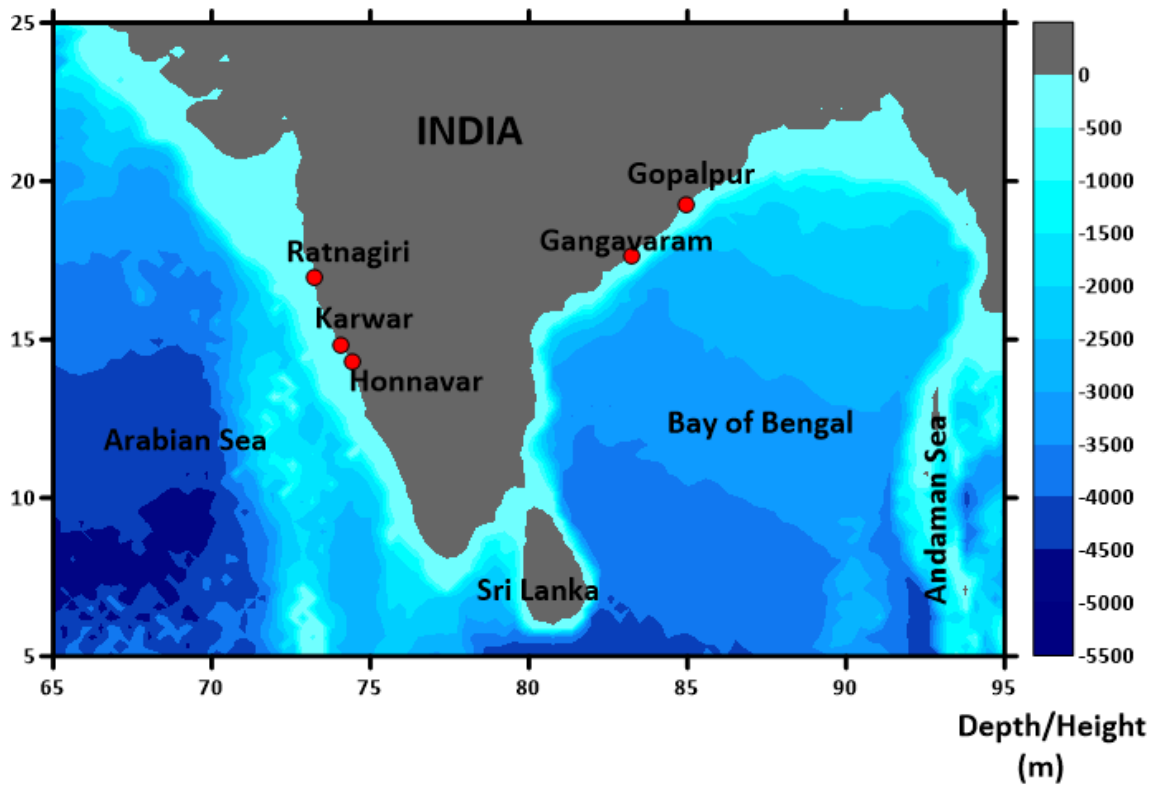 25
20
15
10
5
65
70
75
80
85
90
95
INDIA
Gopalpur
Gangavaram
Ratnagiri
Karwar
Honnavar
Bay of Bengal
Arabian Sea
Andaman Sea
Sri Lanka
0
-500
-1000
-1500
-2000
-2500
-3000
-3500
-4000
-4500
-5000
-5500
Depth/Height
(m)